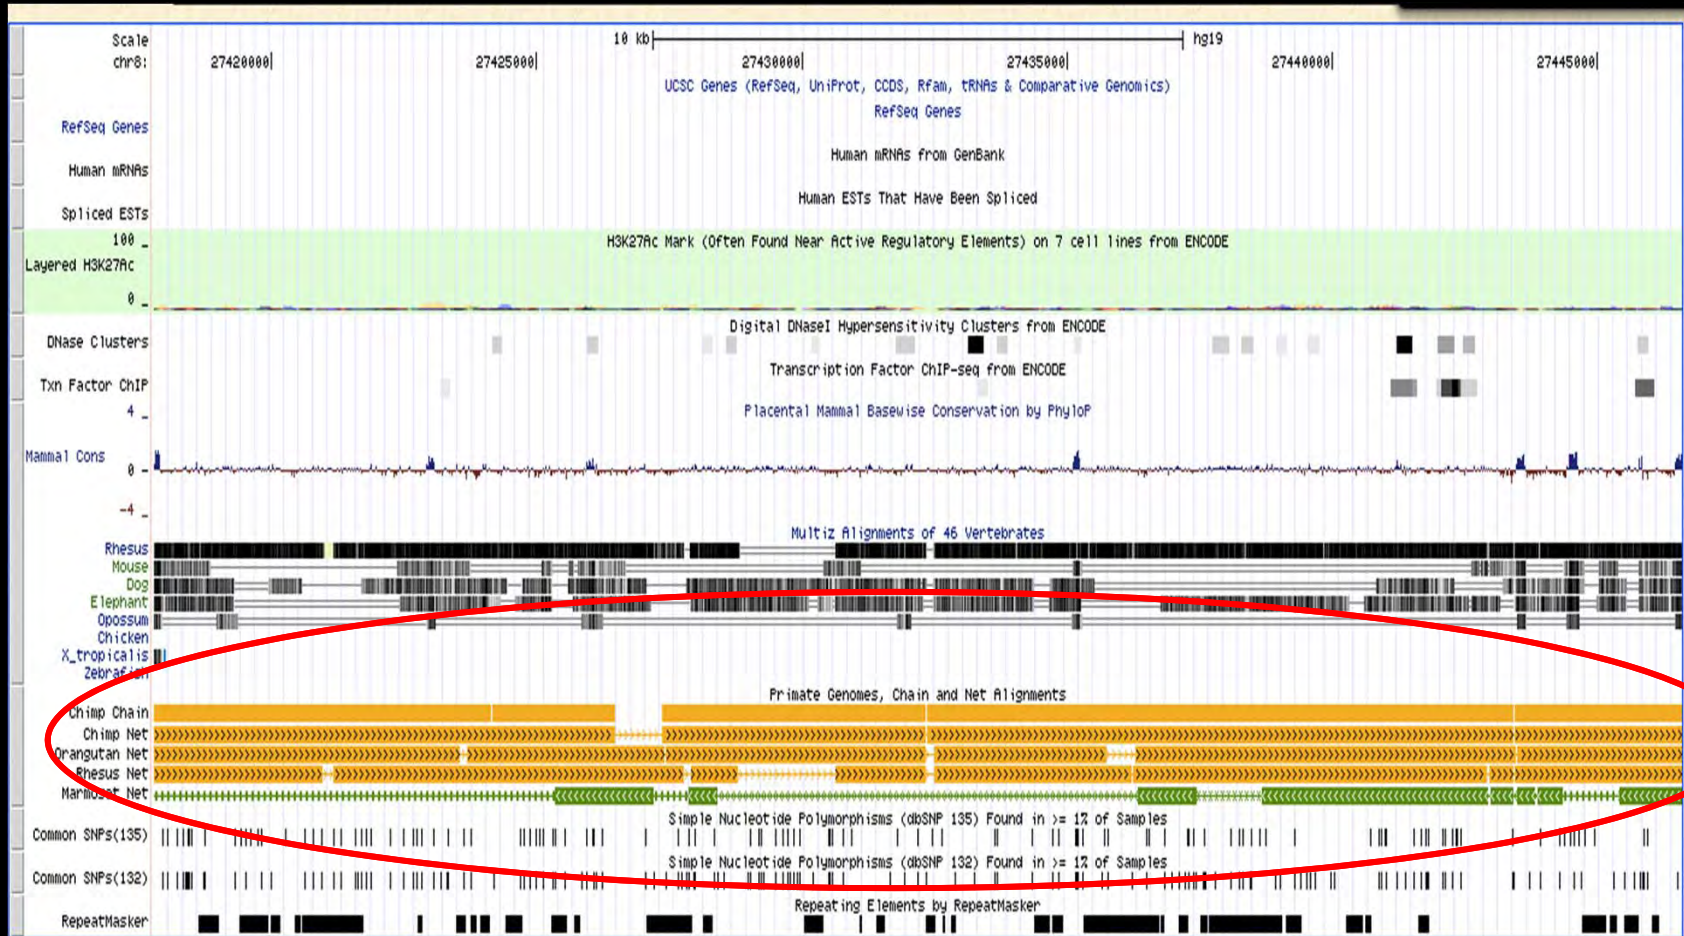 Scale 10 kb hg19
chr8: 27420000 27425000 27430000 27435000 27440000 27445000
UCSC Genes (RefSeq, UniProt, CCDS, Rfam, tRNAs & Comparative Genomics)
RefSeq Genes
RefSeq Genes
Human mRNAs from GenBank
Human mRNAs
Human ESTs That Have Been Spliced
Spliced ESTs
100 _ H3K27Ac Mark (Often Found Near Active Regulatory Elements) on 7 cell lines from ENCODE
Layered H3K27Ac
0 _
Digital DNaseI Hypersensitivity Clusters from ENCODE
DNase Clusters
Transcription Factor ChIP-seq from ENCODE
Txn Factor ChIP
4 _ Placental Mammal Basewise Conservation by PhyloP
Mammal Cons
0 -
-4 _
Multiz Alignments of 46 Vertebrates
Rhesus
Mouse
Dog
Elephant
Opossum
Chicken
X_tropicalis
Zebrafish
Primate Genomes, Chain and Net Alignments
Chimp Chain
Chimp Net
Orangutan Net
Rhesus Net
Marmoset Net
Simple Nucleotide Polymorphisms (dbSNP 135) Found in >= 1% of Samples
Common SNPs(135)
Simple Nucleotide Polymorphisms (dbSNP 132) Found in >= 1% of Samples
Common SNPs(132)
Repeating Elements by RepeatMasker
RepeatMasker